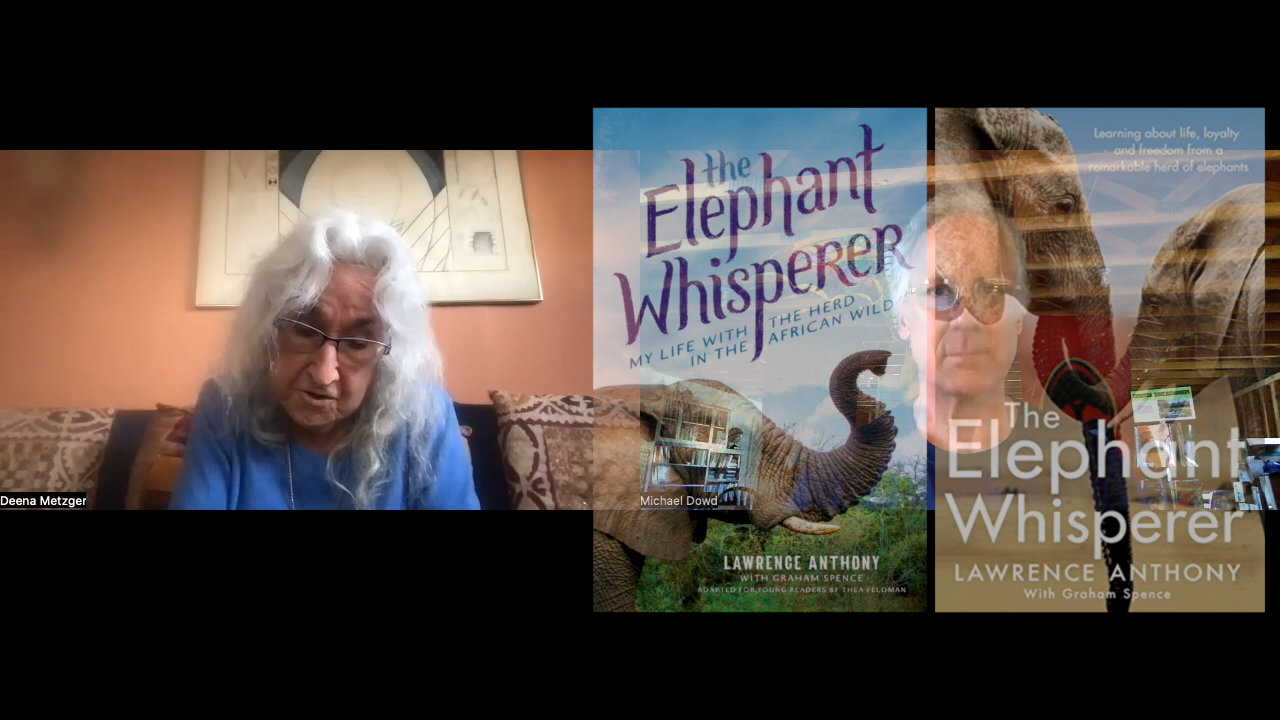 Deena Metzger
Michael Dowd
the
Elephant
Whisperer
MY LIFE WITH THE HERD
IN THE AFRICAN WILD
LAWRENCE ANTHONY
WITH GRAHAM SPENCE
ADAPTED FOR YOUNG READERS BY THEA FELDMAN
Learning about life, loyalty
and freedom from a
remarkable herd of elephants
The
Elephant
Whisperer
LAWRENCE ANTHONY
With Graham Spence